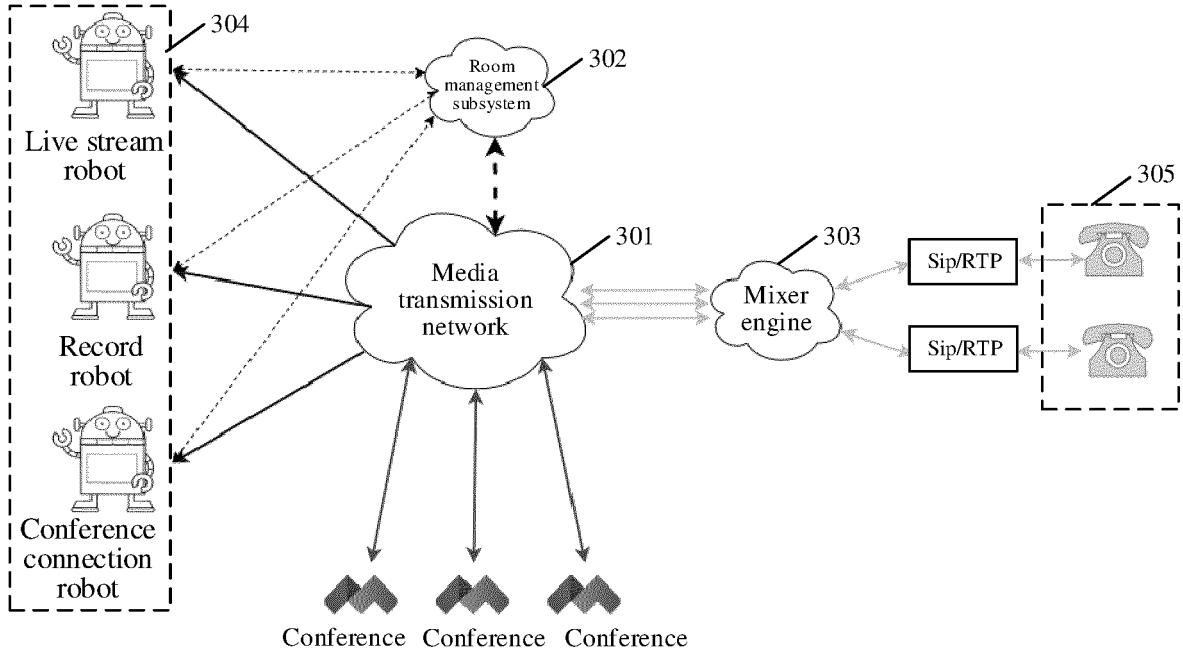 304
Live stream
robot
Record
robot
Conference
connection
robot
Room
management
subsystem
302
Media
transmission
network
301
Mixer
engine
303
Sip/RTP
Sip/RTP
305
Conference
Conference
Conference